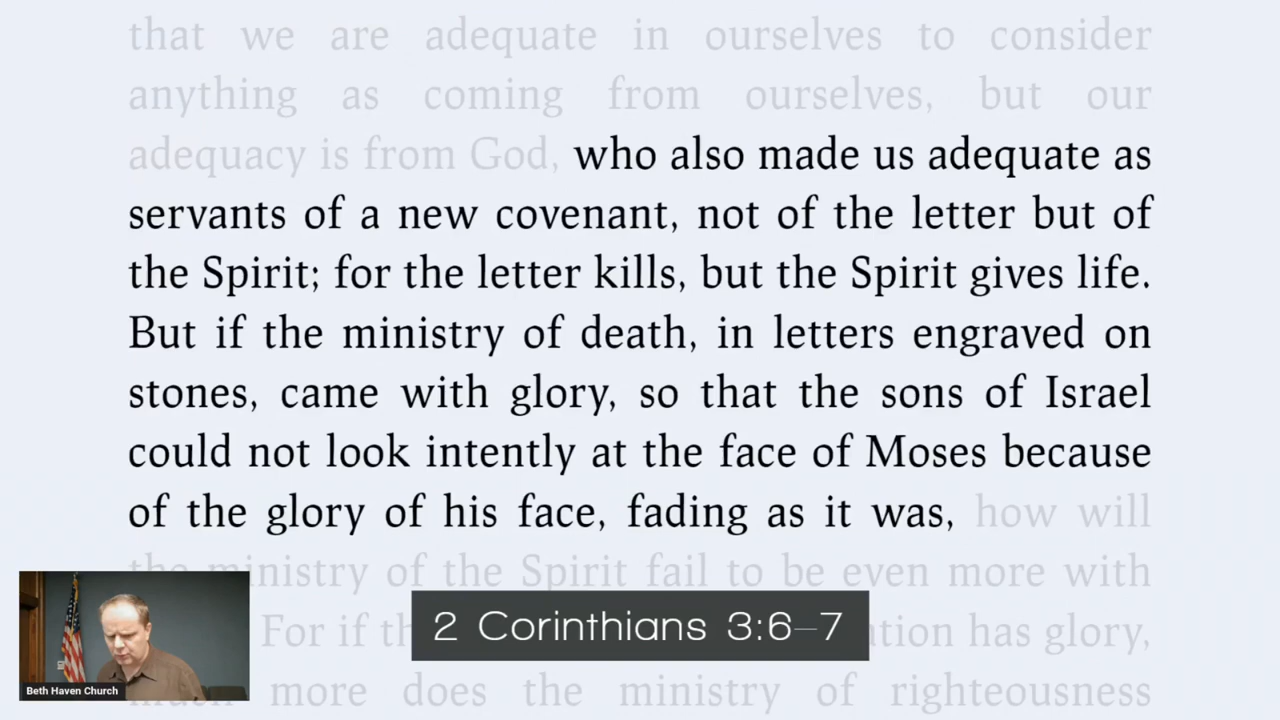 that we are adequate in ourselves to consider
anything as coming from ourselves, but our
adequacy is from God, who also made us adequate as
servants of a new covenant, not of the letter but of
the Spirit; for the letter kills, but the Spirit gives life.
But if the ministry of death, in letters engraved on
stones, came with glory, so that the sons of Israel
could not look intently at the face of Moses because
of the glory of his face, fading as it was, how will
the ministry of the Spirit fail to be even more with
For if has glory,
more does the ministry of righteousness
2 Corinthians 3:6–7
Beth Haven Church